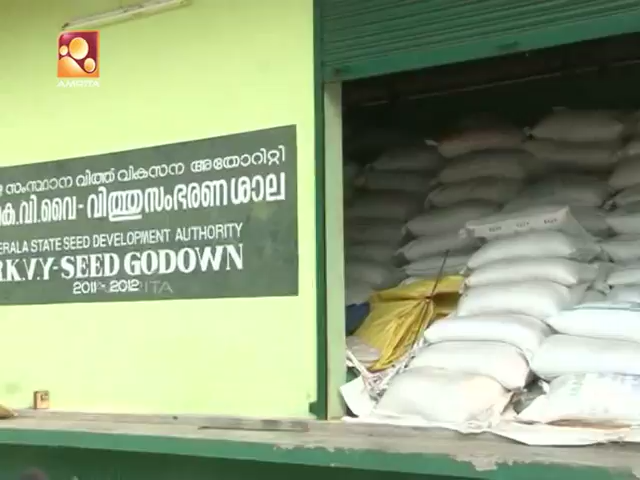 AMRITA
സംസ്ഥാന വിത്ത് വികസന അതോറിറ്റി
കെ.വി.വൈ - വിത്തുസംഭരണ ശാല
KERALA STATE SEED DEVELOPMENT AUTHORITY
R.K.V.Y-SEED GODOWN
2011-2012